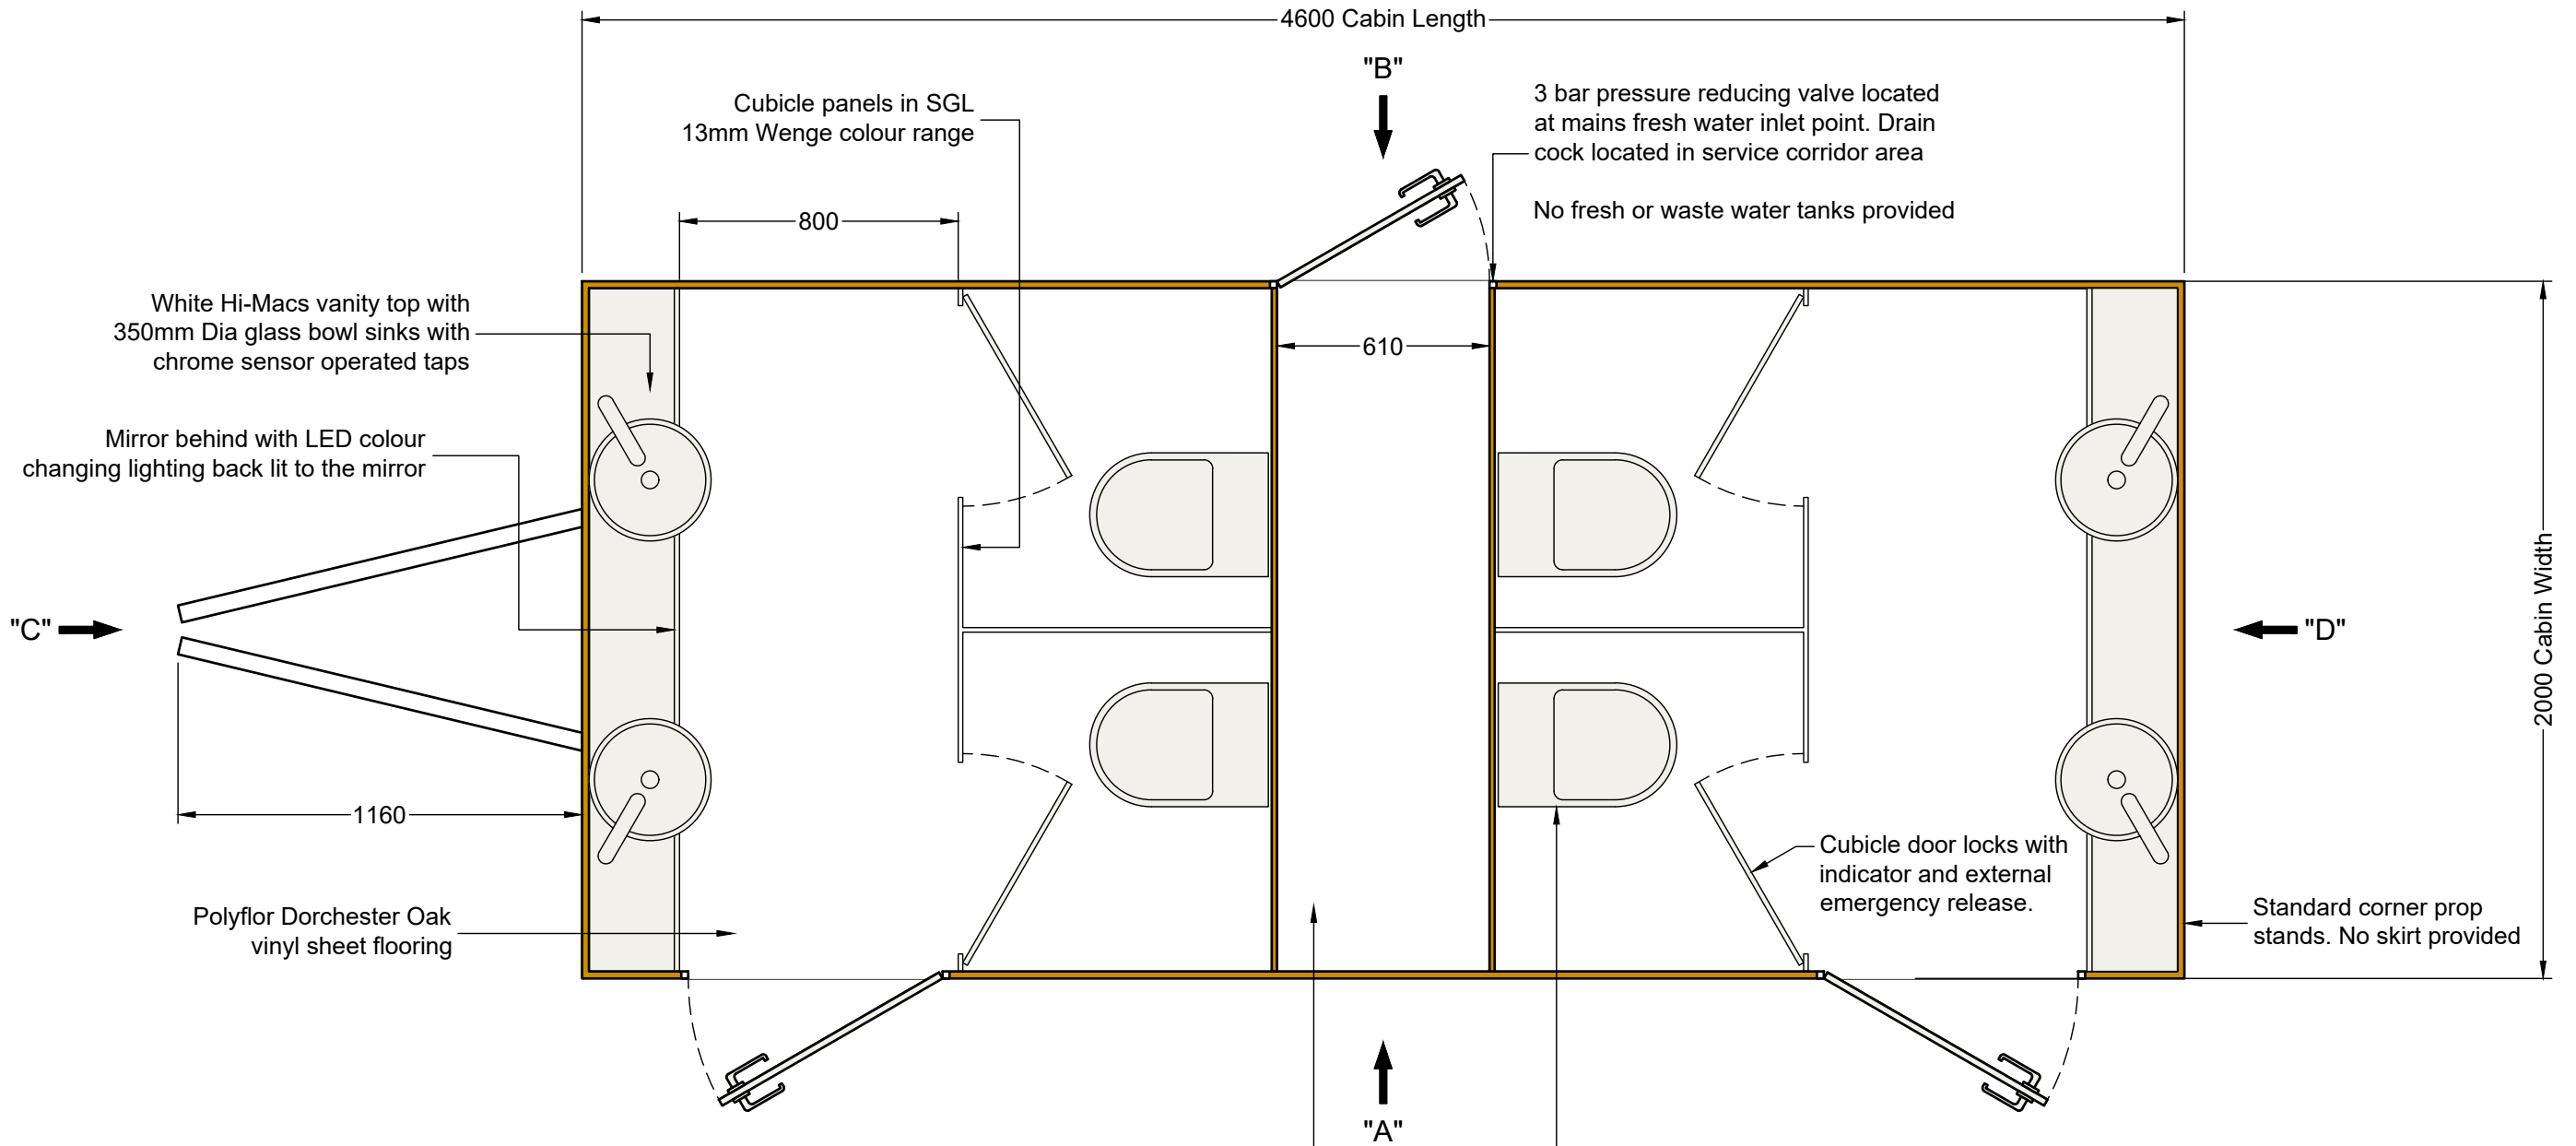 4600 Cabin Length
"B"
Cubicle panels in SGL
13mm Wenge colour range
3 bar pressure reducing valve located
at mains fresh water inlet point. Drain
cock located in service corridor area
No fresh or waste water tanks provided
800
White Hi-Macs vanity top with
350mm Dia glass bowl sinks with
chrome sensor operated taps
610
Mirror behind with LED colour
changing lighting back lit to the mirror
"C"
"D"
2000 Cabin Width
1160
Cubicle door locks with
indicator and external
emergency release.
Polyflor Dorchester Oak
vinyl sheet flooring
Standard corner prop
stands. No skirt provided
"A"